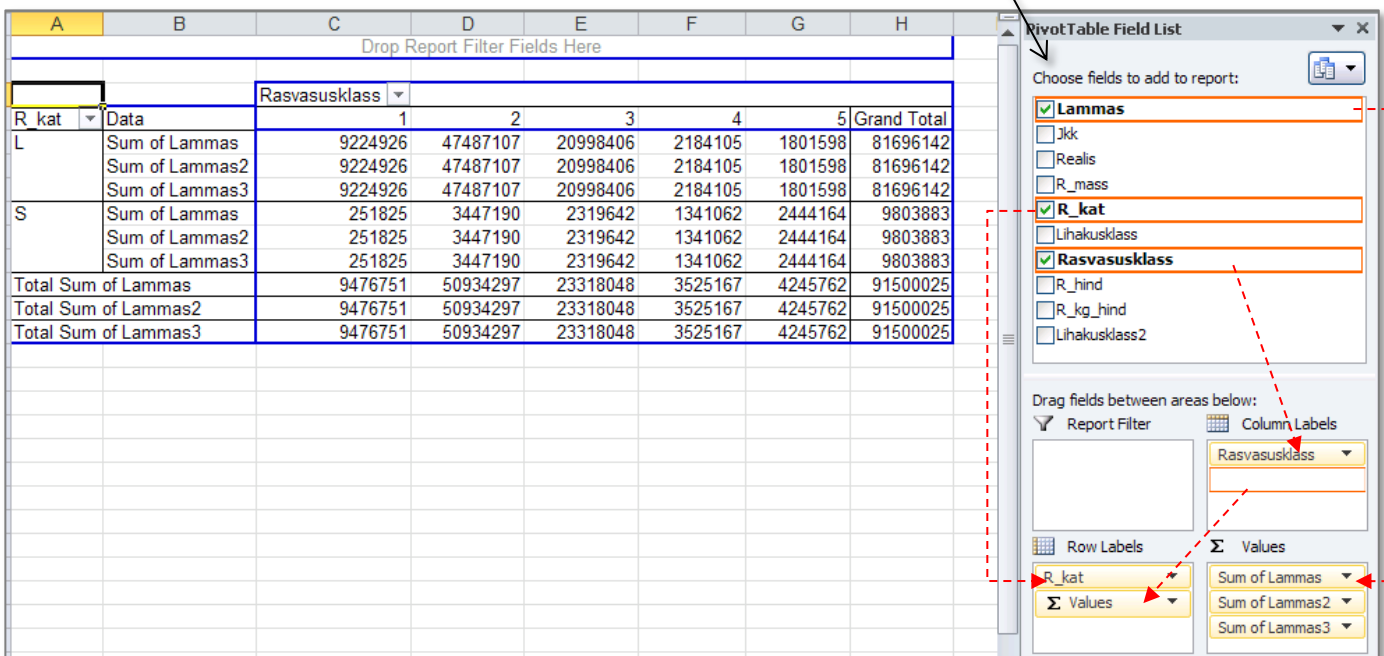 A B C D E F G H
Drop Report Filter Fields Here
Rasvasusklass
R_kat Data 1 2 3 4 5 Grand Total
L Sum of Lammas 9224926 47487107 20998406 2184105 1801598 81696142
Sum of Lammas2 9224926 47487107 20998406 2184105 1801598 81696142
Sum of Lammas3 9224926 47487107 20998406 2184105 1801598 81696142
S Sum of Lammas 251825 3447190 2319642 1341062 2444164 9803883
Sum of Lammas2 251825 3447190 2319642 1341062 2444164 9803883
Sum of Lammas3 251825 3447190 2319642 1341062 2444164 9803883
Total Sum of Lammas 9476751 50934297 23318048 3525167 4245762 91500025
Total Sum of Lammas2 9476751 50934297 23318048 3525167 4245762 91500025
Total Sum of Lammas3 9476751 50934297 23318048 3525167 4245762 91500025
PivotTable Field List
Choose fields to add to report:
Lammas
Jkk
Realis
R_mass
R_kat
Lihakusklass
Rasvasusklass
R_hind
R_kg_hind
Lihakusklass2
Drag fields between areas below:
Report Filter Column Labels
Rasvasusklass
Row Labels Σ Values
R_kat Sum of Lammas
Σ Values Sum of Lammas2
Sum of Lammas3